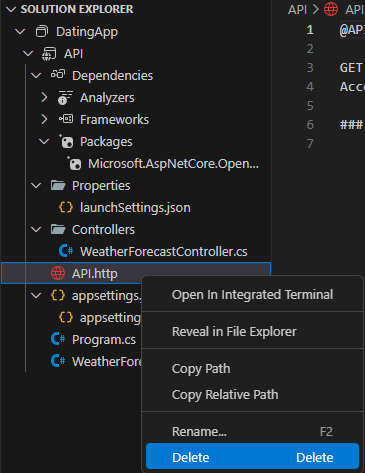 SOLUTION EXPLORER
DatingApp
API
Dependencies
Analyzers
Frameworks
Packages
Microsoft.AspNetCore.Open...
Properties
launchSettings.json
Controllers
WeatherForecastController.cs
API.http
appsettings.
appsetting
Program.cs
WeatherFore
API > API
1 @AP
2
3 GET
4 Acc
5
6 ###
7
Open In Integrated Terminal
Reveal in File Explorer
Copy Path
Copy Relative Path
Rename... F2
Delete Delete